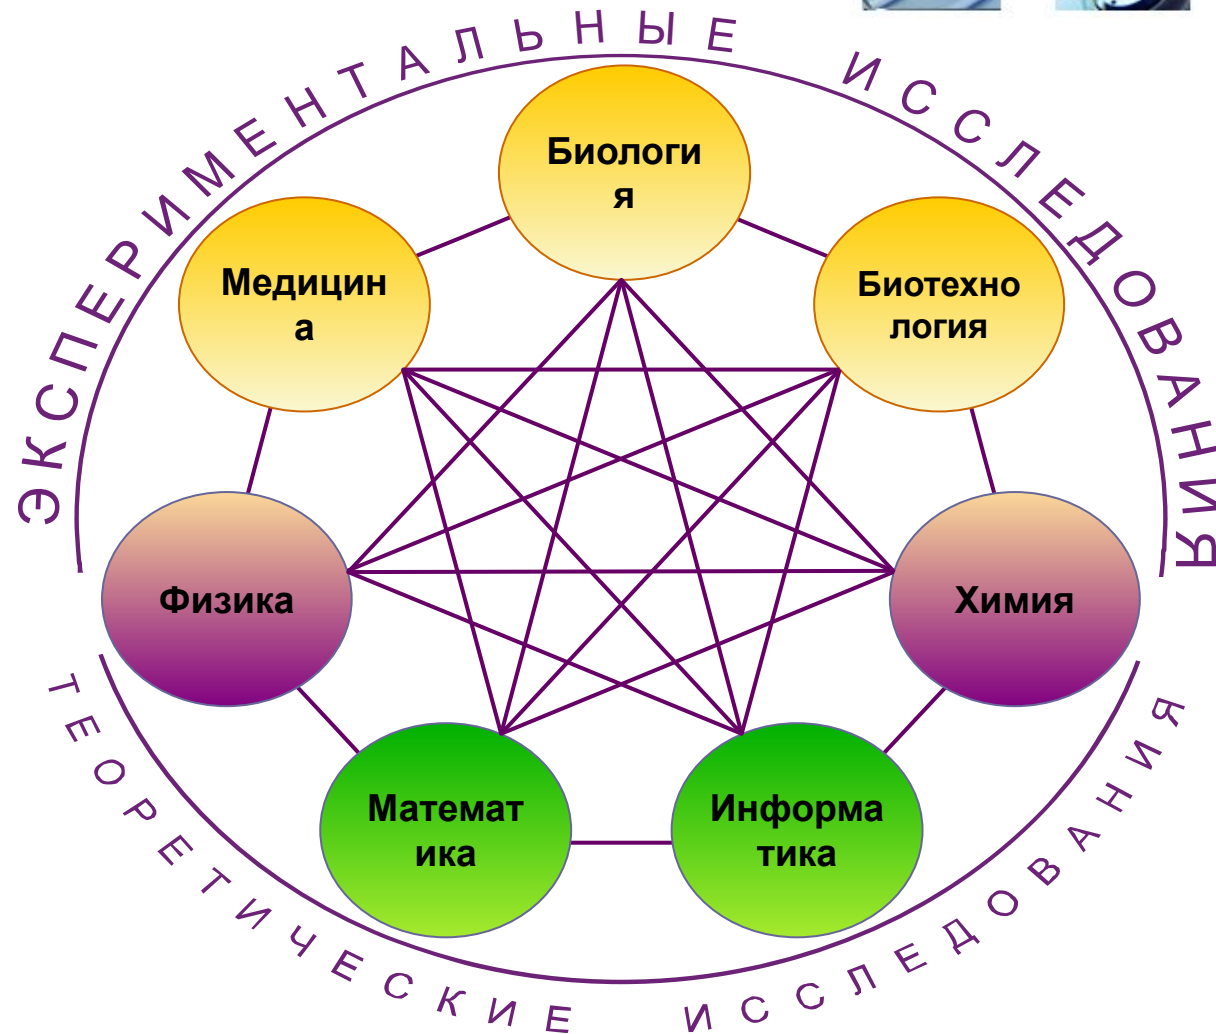 ЭКСПЕРИМЕНТАЛЬНЫЕ ИССЛЕДОВАНИЯ
Биологи
я
Медицин
а
Биотехно
логия
Физика
Химия
Математ
ика
Информа
тика
ТЕОРЕТИЧЕСКИЕ ИССЛЕДОВАНИЯ